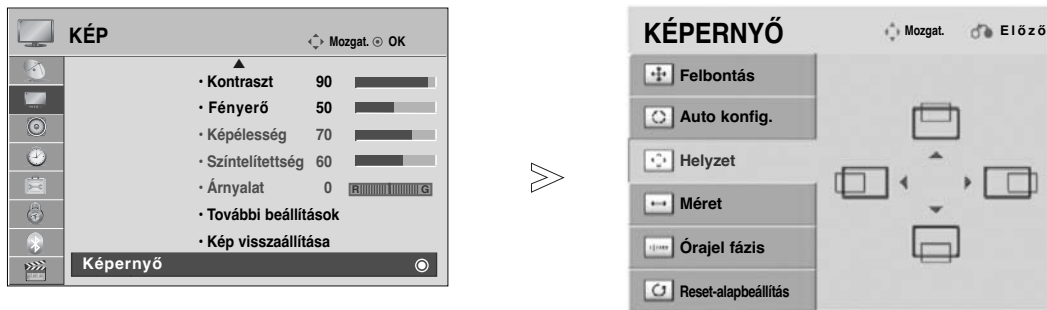 KÉP
Mozgat. OK
• Kontraszt 90
• Fényerő 50
• Képélesség 70
• Színtelítettség 60
• Árnyalat 0 R G
• További beállítások
• Kép visszaállítása
Képernyő
KÉPERNYŐ
Mozgat. Előző
Felbontás
Auto konfig.
Helyzet
Méret
Órajel fázis
Reset-alapbeállítás